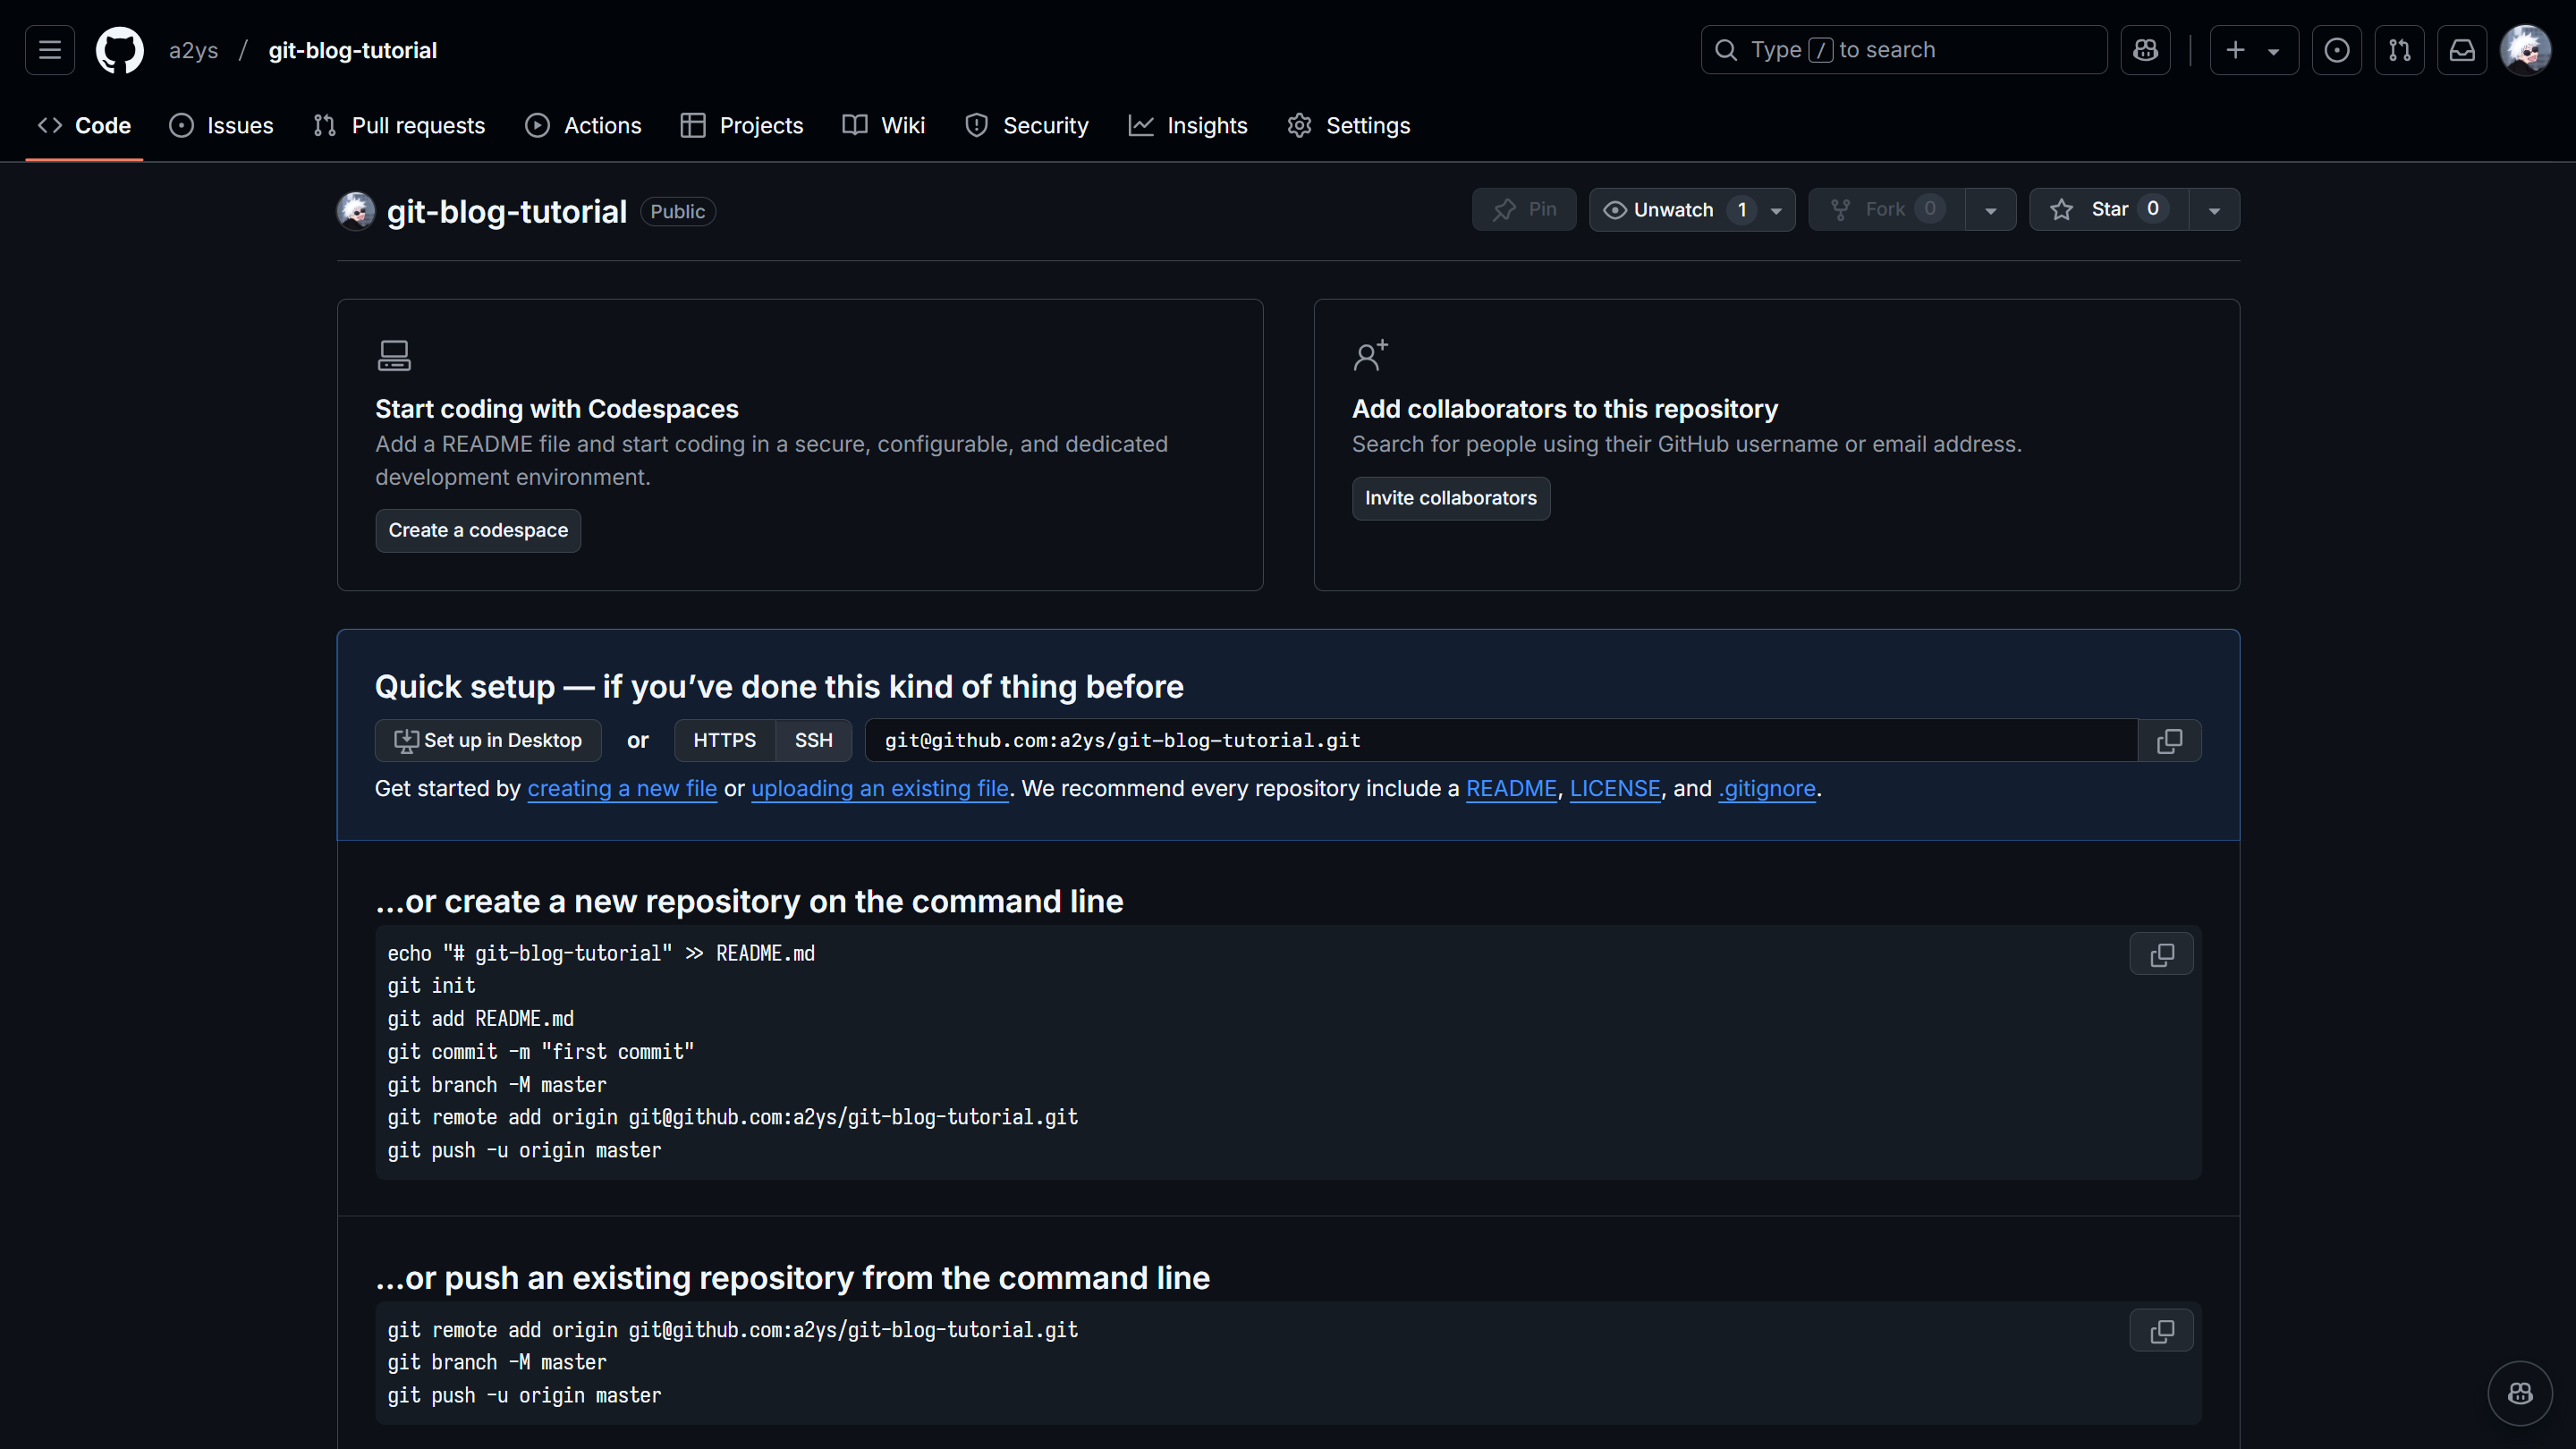 a2ys / git-blog-tutorial
Type / to search
Code Issues Pull requests Actions Projects Wiki Security Insights Settings
git-blog-tutorial Public
Pin Unwatch 1 Fork 0 Star 0
Start coding with Codespaces
Add a README file and start coding in a secure, configurable, and dedicated
development environment.
Create a codespace
Add collaborators to this repository
Search for people using their GitHub username or email address.
Invite collaborators
Quick setup — if you’ve done this kind of thing before
Set up in Desktop or HTTPS SSH git@github.com:a2ys/git-blog-tutorial.git
Get started by creating a new file or uploading an existing file. We recommend every repository include a README, LICENSE, and .gitignore.
…or create a new repository on the command line
echo "# git-blog-tutorial" >> README.md
git init
git add README.md
git commit -m "first commit"
git branch -M master
git remote add origin git@github.com:a2ys/git-blog-tutorial.git
git push -u origin master
…or push an existing repository from the command line
git remote add origin git@github.com:a2ys/git-blog-tutorial.git
git branch -M master
git push -u origin master